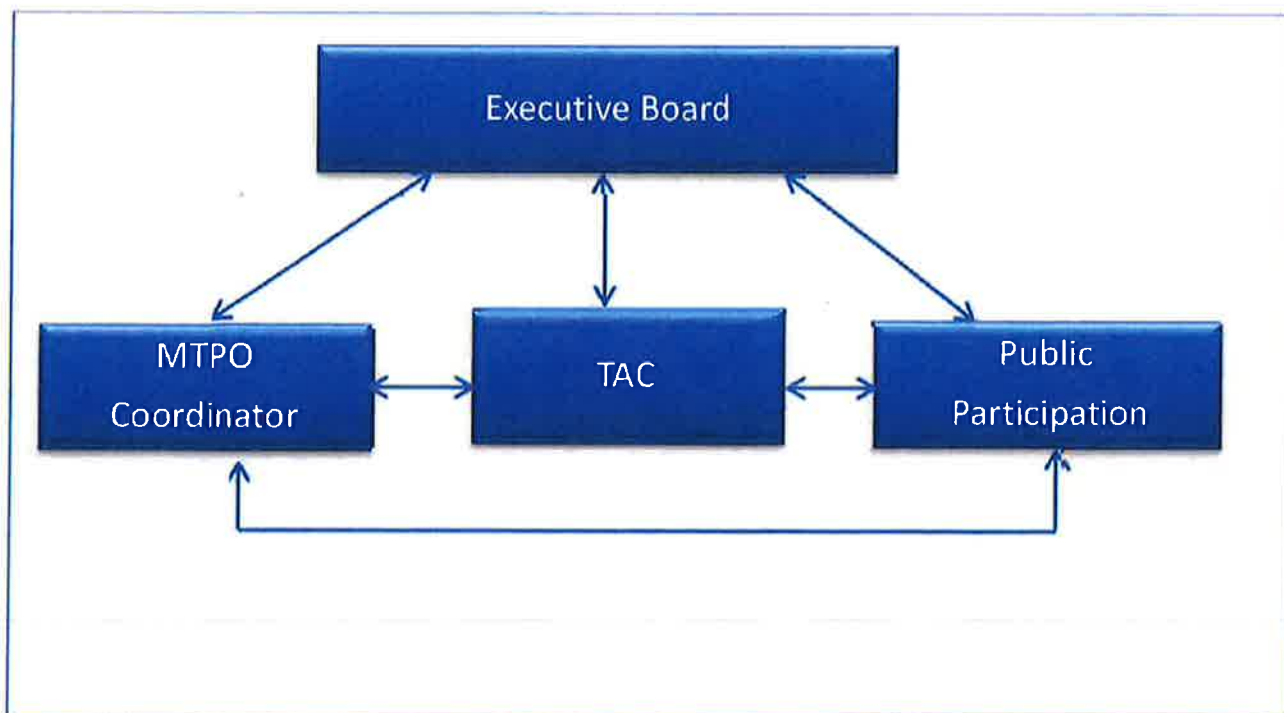 Executive Board
MTPO
Coordinator
TAC
Public
Participation